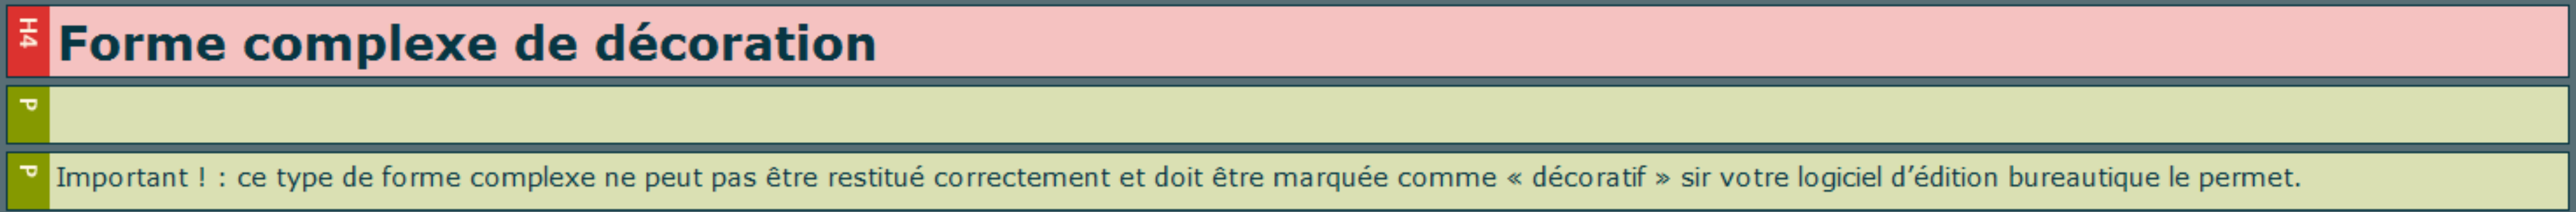 H4
Forme complexe de décoration
P
P
Important ! : ce type de forme complexe ne peut pas être restitué correctement et doit être marquée comme « décoratif » sir votre logiciel d’édition bureautique le permet.